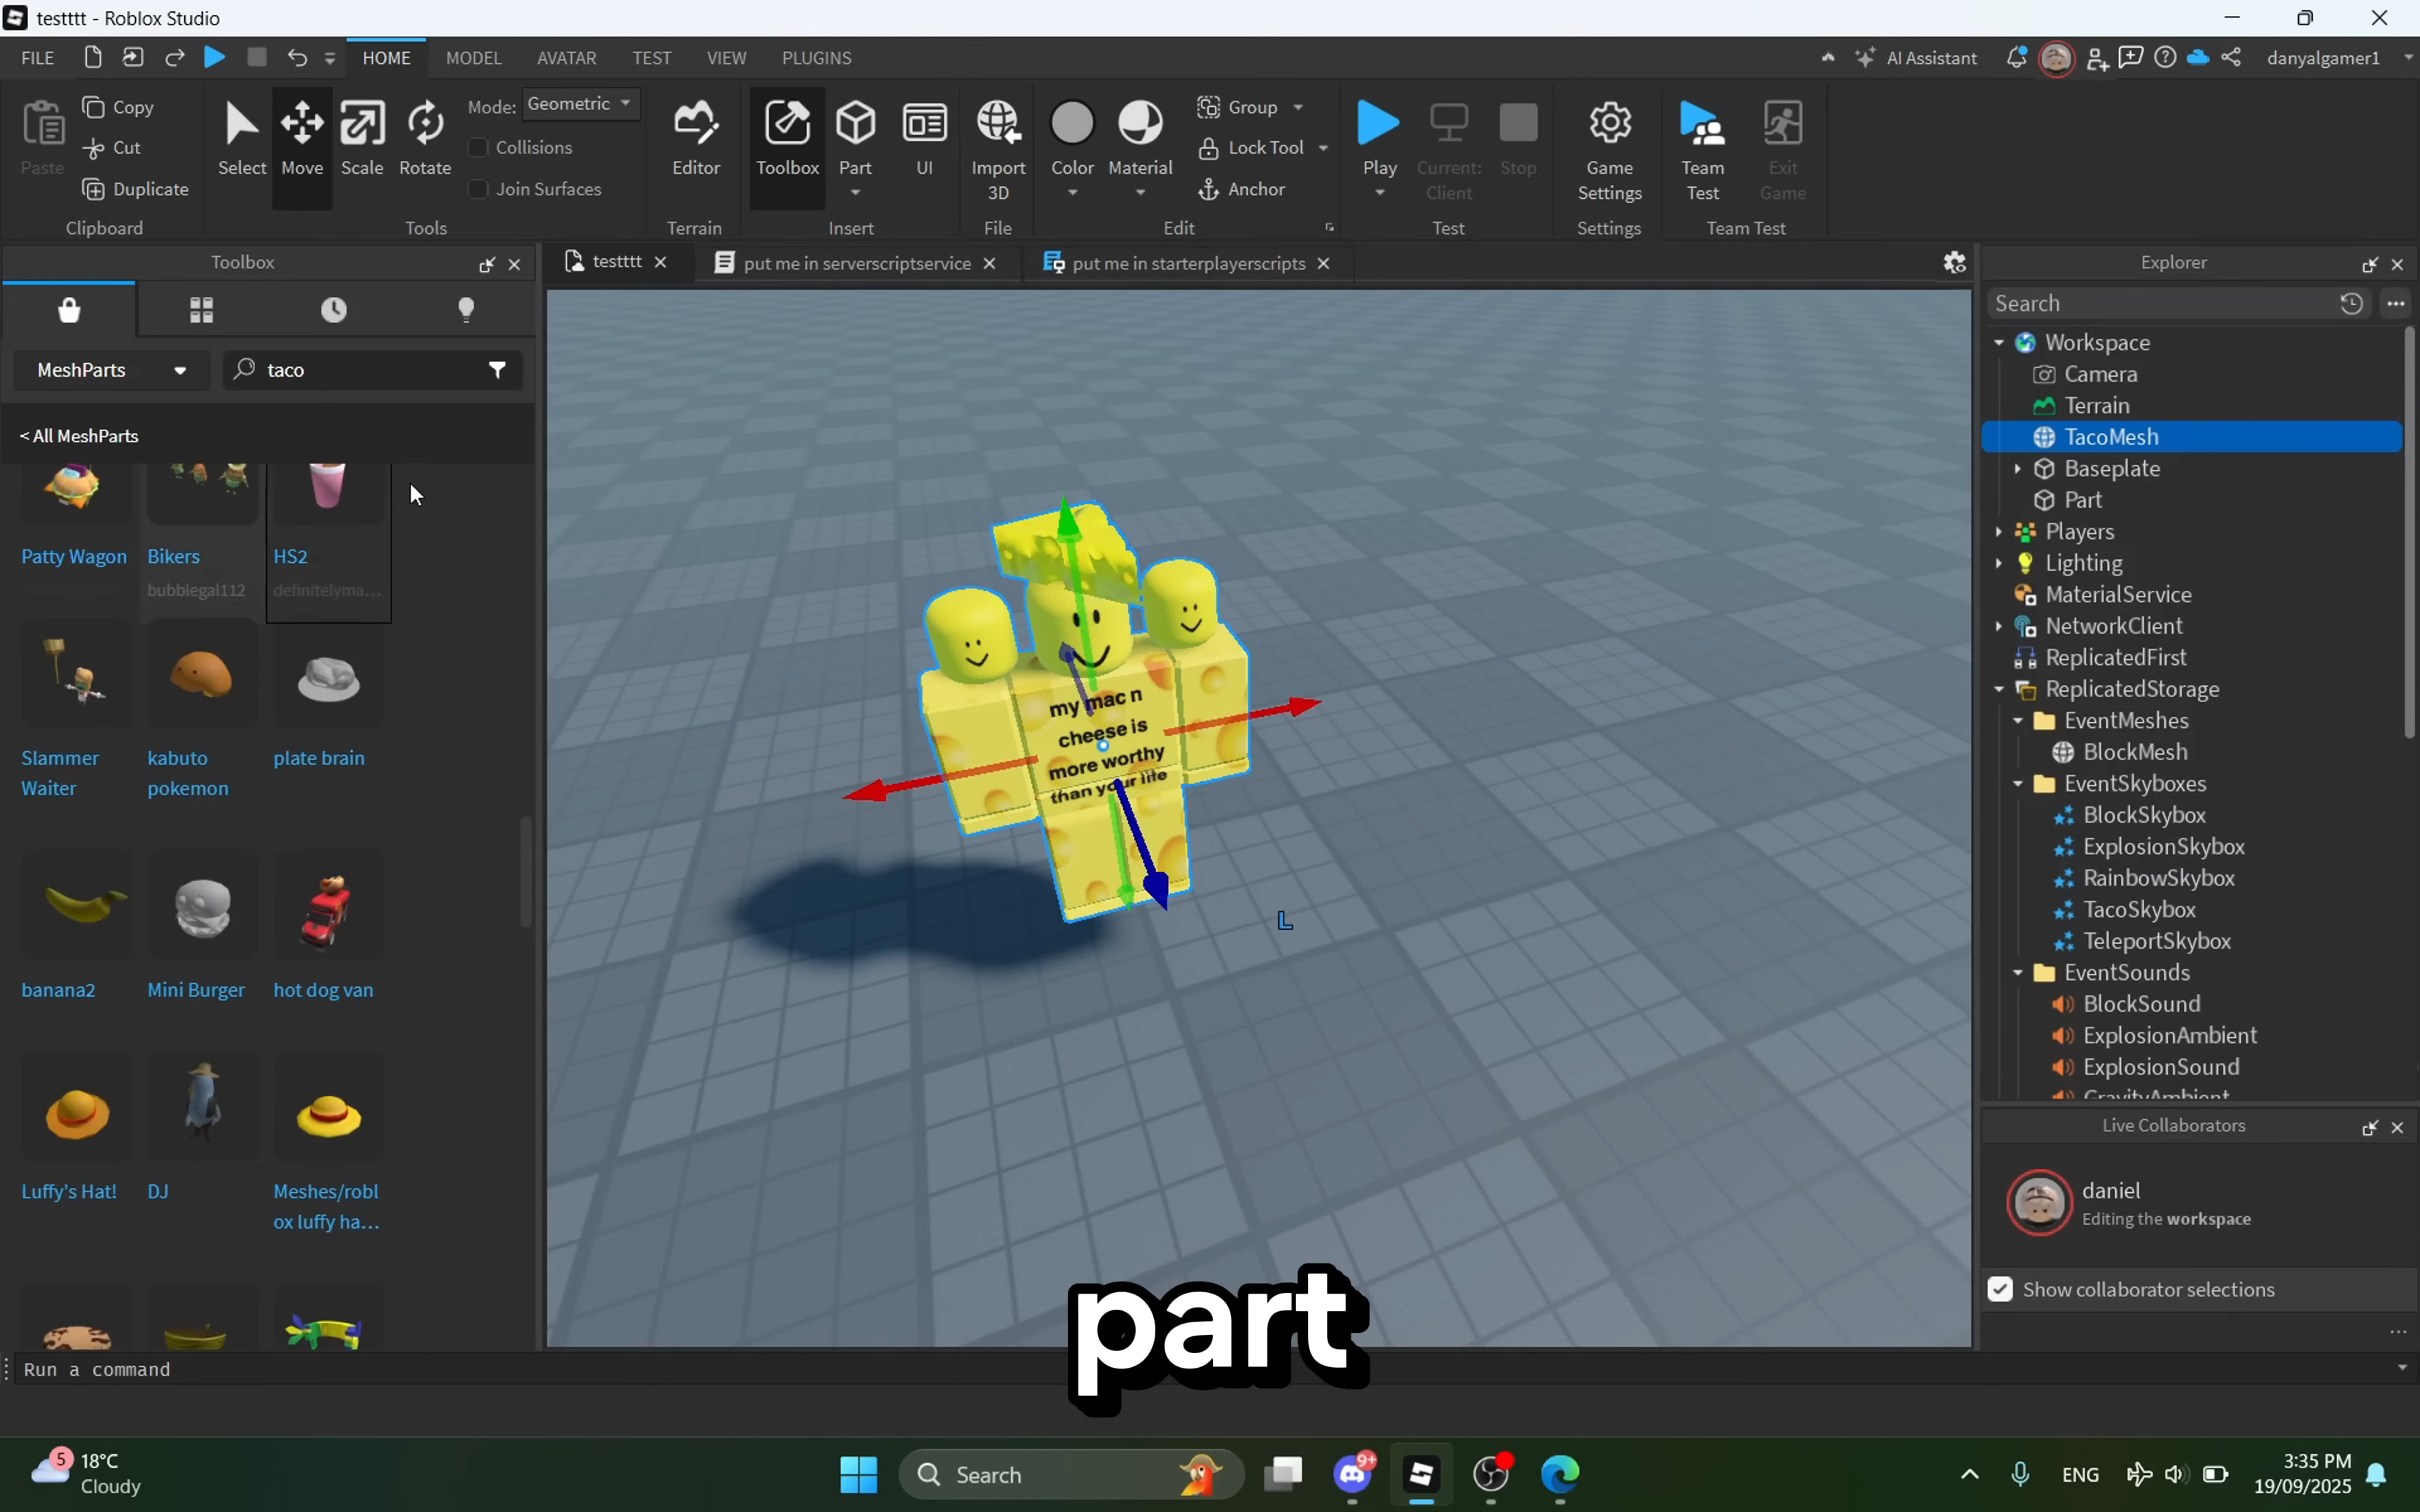 testttt - Roblox Studio
FILE HOME MODEL AVATAR TEST VIEW PLUGINS AI Assistant danyalgamer1
Paste Copy Cut Duplicate Clipboard
Select Move Scale Rotate Mode: Geometric Collisions Join Surfaces Tools
Editor Terrain
Toolbox Part UI Insert
Import 3D File
Color Material Group Lock Tool Anchor Edit
Play Current: Client Stop Test
Game Settings Settings
Team Test Exit Game Team Test
Toolbox
MeshParts taco
< All MeshParts
Patty Wagon Bikers HS2
bubblegal112 definitelyma...
Slammer Waiter kabuto pokemon plate brain
banana2 Mini Burger hot dog van
Luffy's Hat! DJ Meshes/robl
ox luffy ha...
testttt put me in serverscriptservice put me in starterplayerscripts
my mac n
cheese is
more worthy
than your life
L
part
Explorer
Search
Workspace
Camera
Terrain
TacoMesh
Baseplate
Part
Players
Lighting
MaterialService
NetworkClient
ReplicatedFirst
ReplicatedStorage
EventMeshes
BlockMesh
EventSkyboxes
BlockSkybox
ExplosionSkybox
RainbowSkybox
TacoSkybox
TeleportSkybox
EventSounds
BlockSound
ExplosionAmbient
ExplosionSound
GravityAmbient
Live Collaborators
daniel
Editing the workspace
Show collaborator selections
Run a command
5 18°C
Cloudy
Search
9+
ENG
3:35 PM
19/09/2025